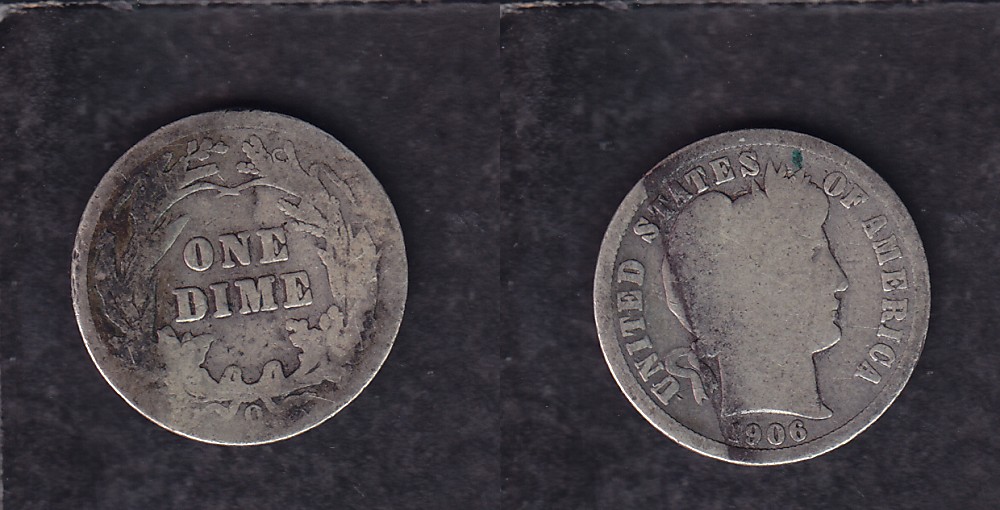 ONE
DIME
O
UNITED STATES OF AMERICA
1906